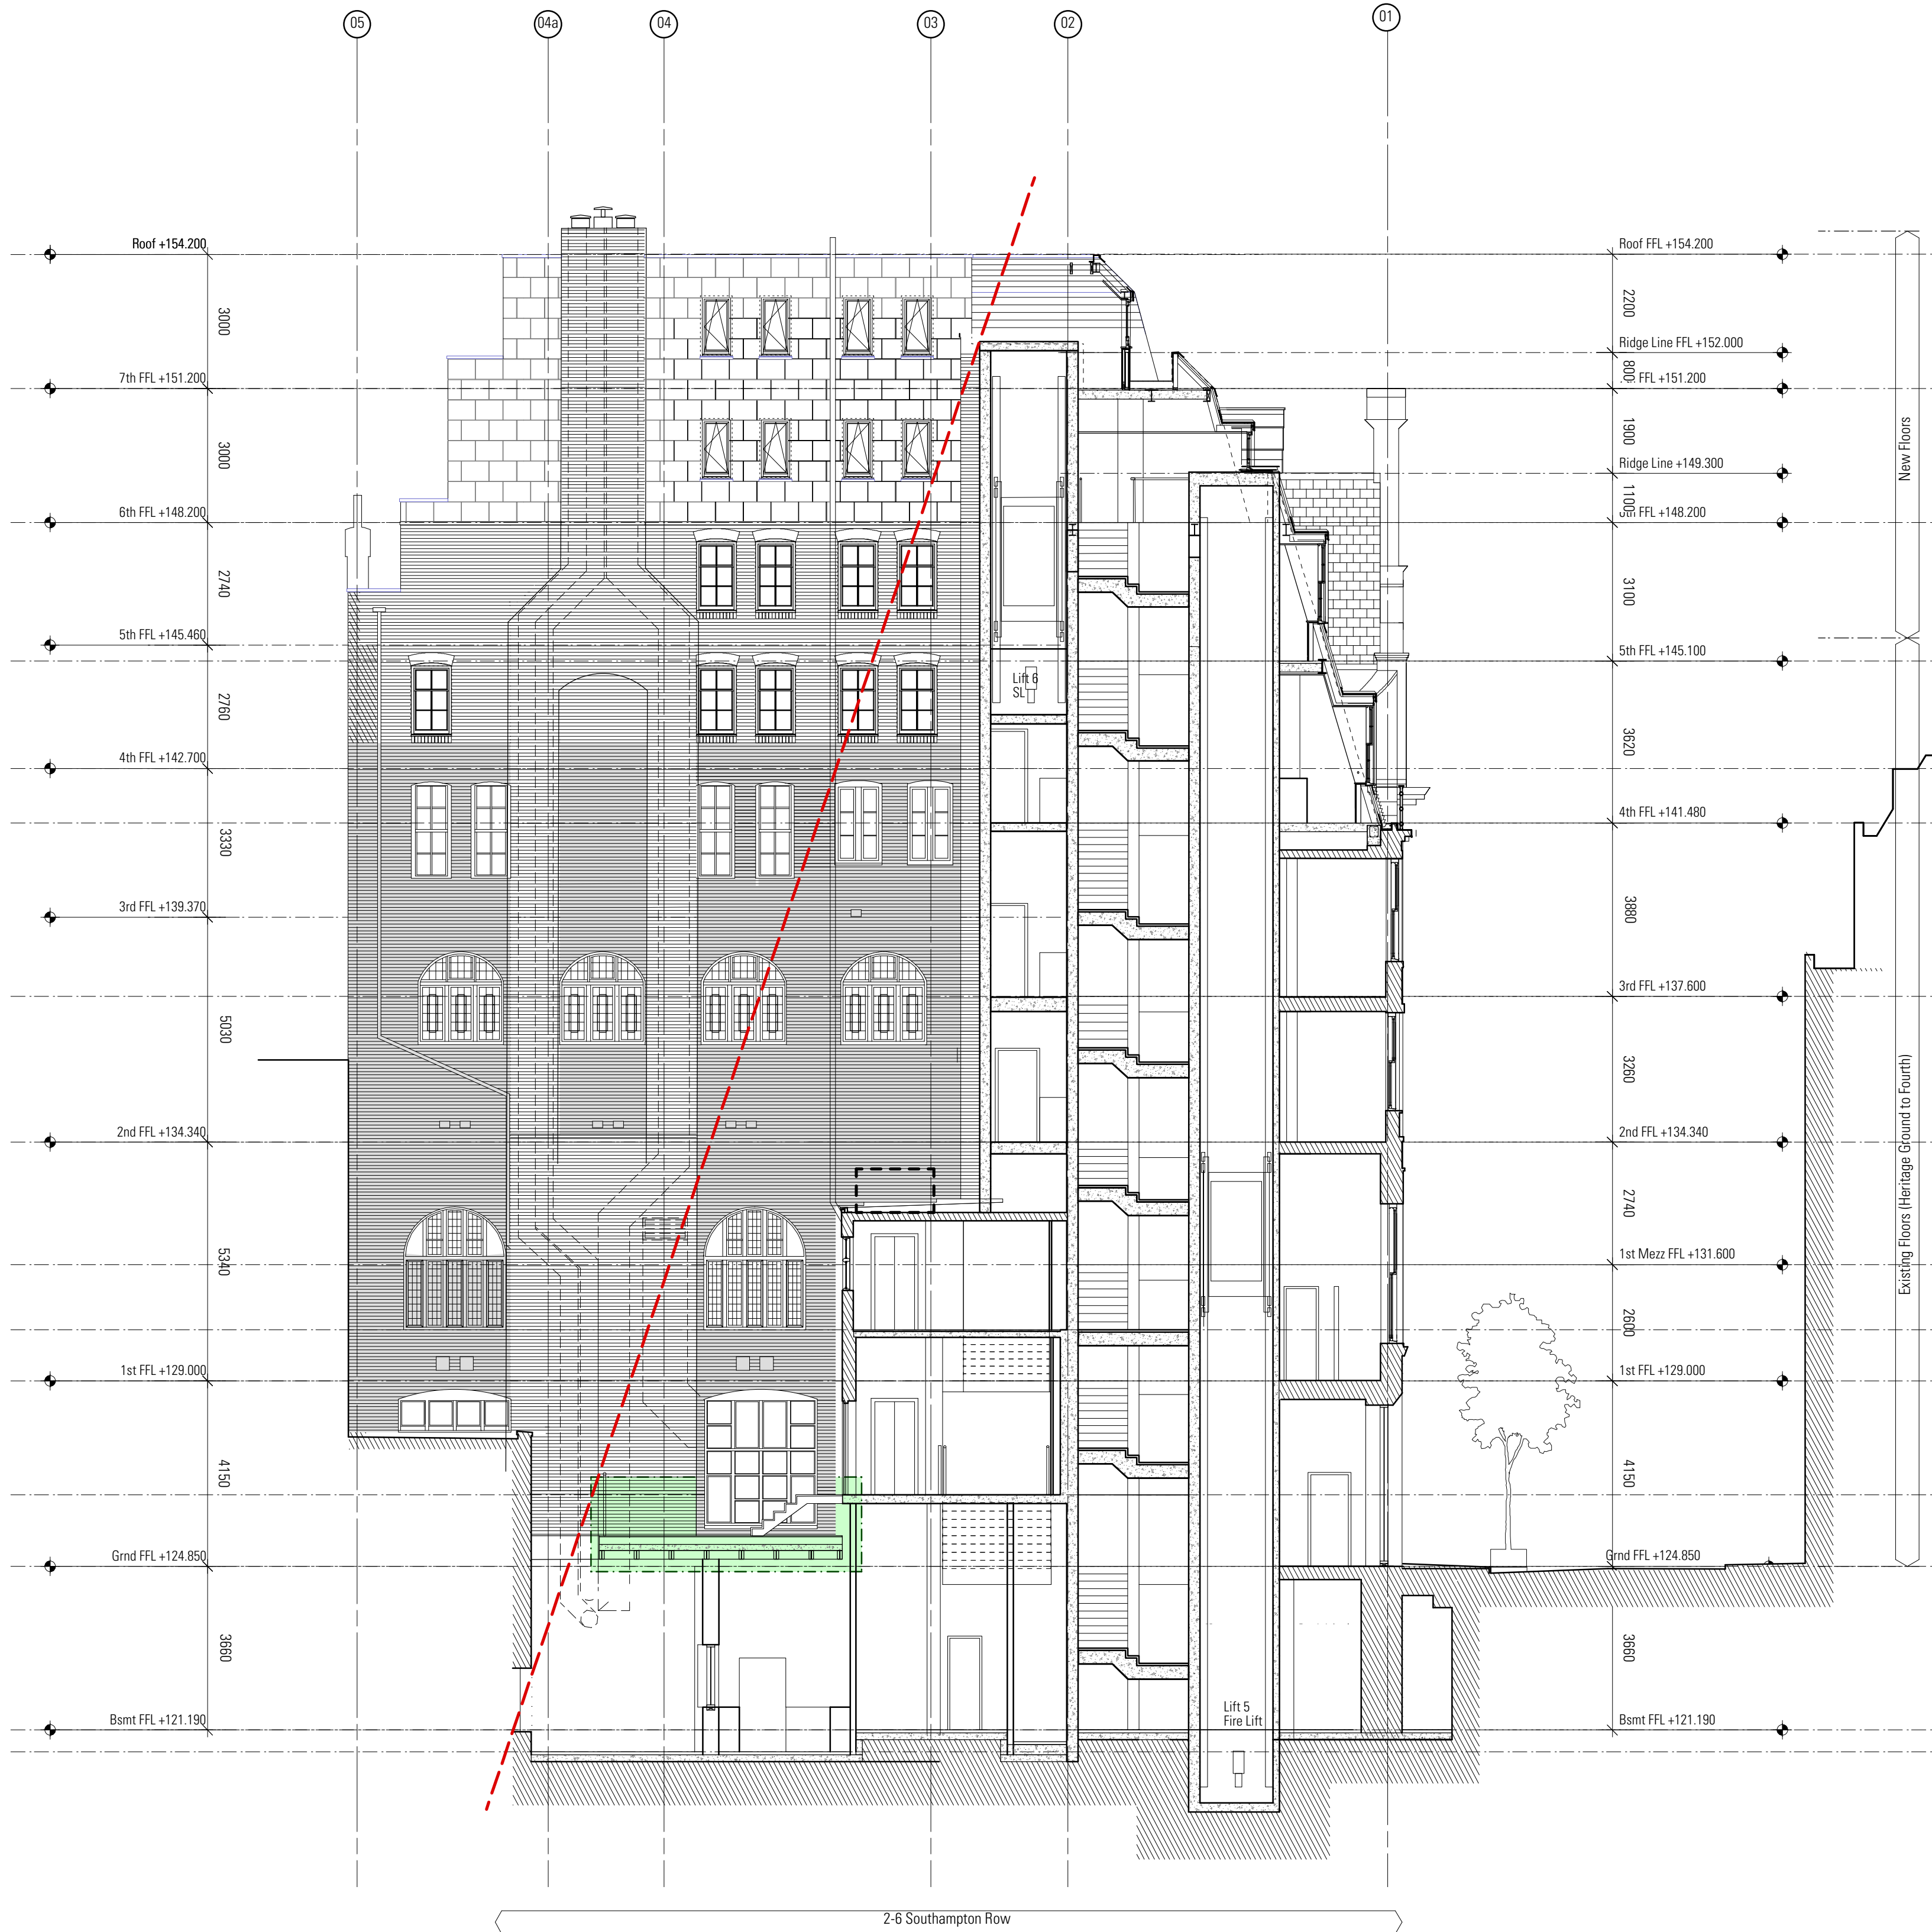 05
04a
04
03
02
01
Roof +154.200
3000
7th FFL +151.200
3000
6th FFL +148.200
2740
5th FFL +145.460
2760
4th FFL +142.700
3330
3rd FFL +139.370
5030
2nd FFL +134.340
5340
1st FFL +129.000
4150
Grnd FFL +124.850
3660
Bsmt FFL +121.190
Lift 6
SL
Lift 5
Fire Lift
Roof FFL +154.200
2200
Ridge Line FFL +152.000
800
FFL +151.200
1900
Ridge Line +149.300
1100
FFL +148.200
3100
5th FFL +145.100
3620
4th FFL +141.480
3880
3rd FFL +137.600
3260
2nd FFL +134.340
2740
1st Mezz FFL +131.600
2600
1st FFL +129.000
4150
Grnd FFL +124.850
3660
Bsmt FFL +121.190
New Floors
Existing Floors (Heritage Ground to Fourth)
2-6 Southampton Row